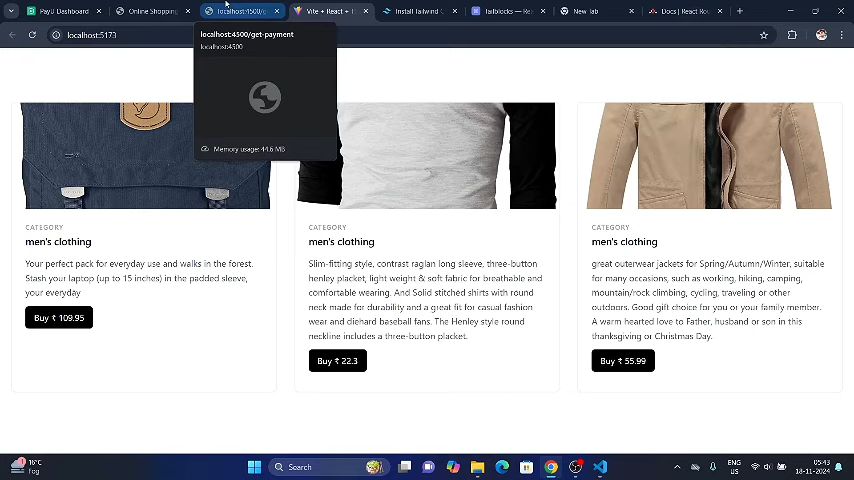 PayU Dashboard
Online Shopping
localhost:4500/g
Vite + React + T
Install Tailwind C
Tailblocks — Re
New Tab
Docs | React Ro
localhost:5173
localhost:4500/get-payment
localhost:4500
Memory usage: 44.6 MB
CATEGORY
men's clothing
Your perfect pack for everyday use and walks in the forest.
Stash your laptop (up to 15 inches) in the padded sleeve,
your everyday
Buy ₹ 109.95
CATEGORY
men's clothing
Slim-fitting style, contrast raglan long sleeve, three-button
henley placket, light weight & soft fabric for breathable and
comfortable wearing. And Solid stitched shirts with round
neck made for durability and a great fit for casual fashion
wear and diehard baseball fans. The Henley style round
neckline includes a three-button placket.
Buy ₹ 22.3
CATEGORY
men's clothing
great outerwear jackets for Spring/Autumn/Winter, suitable
for many occasions, such as working, hiking, camping,
mountain/rock climbing, cycling, traveling or other
outdoors. Good gift choice for you or your family member.
A warm hearted love to Father, husband or son in this
thanksgiving or Christmas Day.
Buy ₹ 55.99
1
16°C
Fog
Search
ENG
US
05:43
18-11-2024